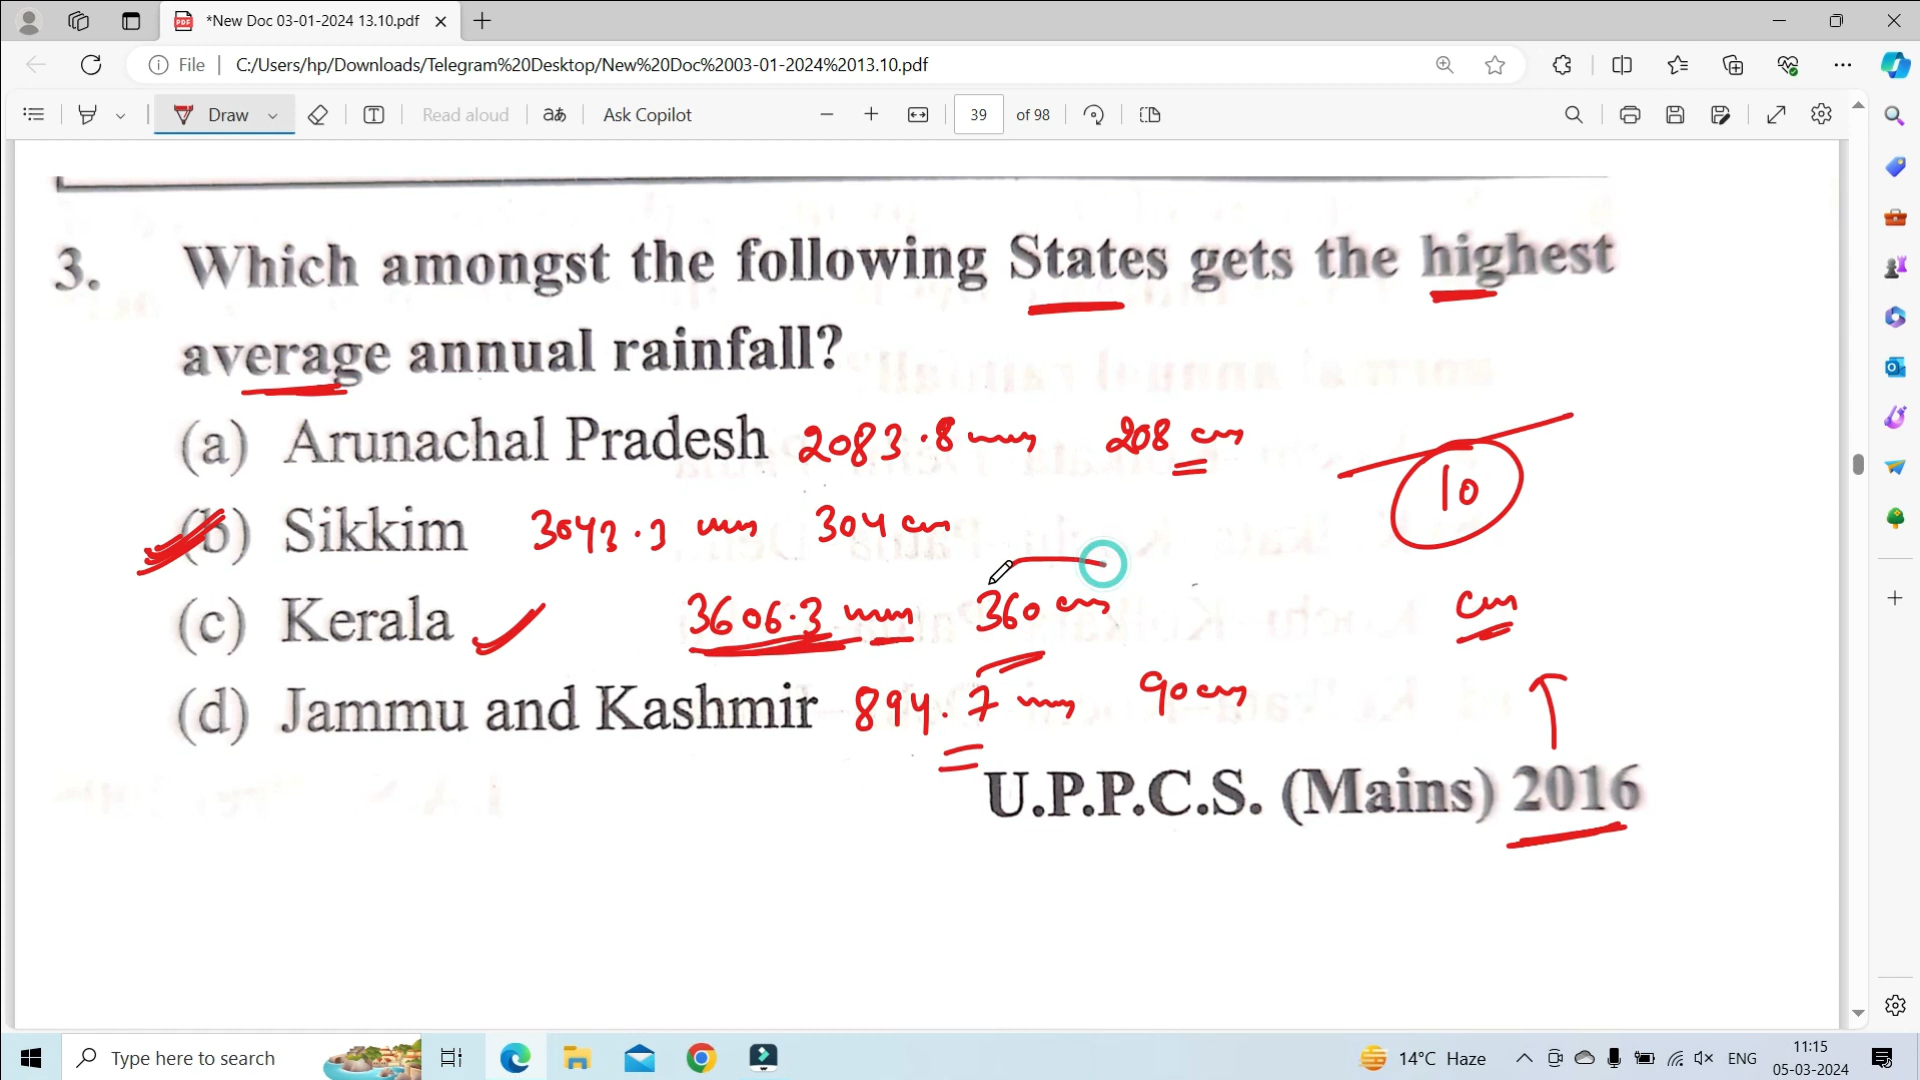 *New Doc 03-01-2024 13.10.pdf
File C:/Users/hp/Downloads/Telegram%20Desktop/New%20Doc%2003-01-2024%2013.10.pdf
Draw Read aloud aあ Ask Copilot 39 of 98
3. Which amongst the following States gets the highest
average annual rainfall?
(a) Arunachal Pradesh 2083.8 mm 208 cm
10
(b) Sikkim 3043.3 mm 304 cm
(c) Kerala 3606.3 mm 360 cm cm
(d) Jammu and Kashmir 894.7 mm 90 cm
U.P.P.C.S. (Mains) 2016
Type here to search 14°C Haze ENG 11:15
05-03-2024